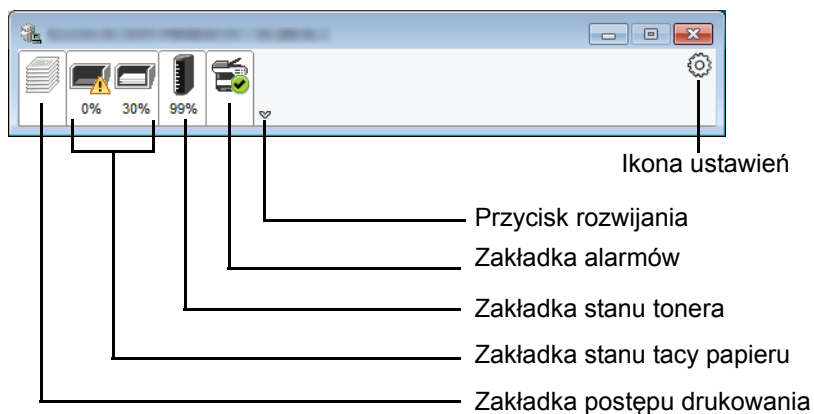 0% 30% 99%
Ikona ustawień
Przycisk rozwijania
Zakładka alarmów
Zakładka stanu tonera
Zakładka stanu tacy papieru
Zakładka postępu drukowania